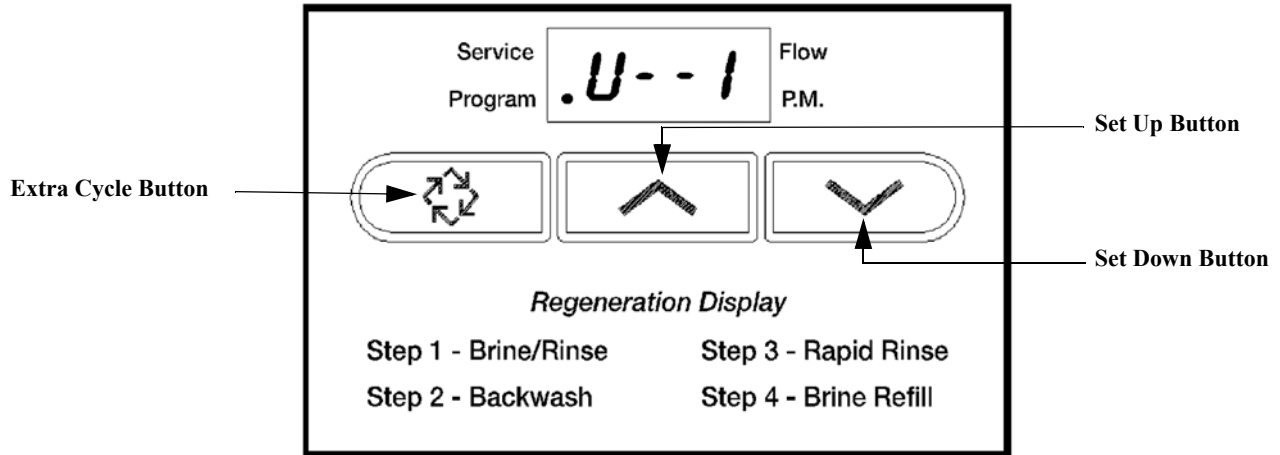 Service
Flow
.U--1
Program
P.M.
Set Up Button
Extra Cycle Button
Set Down Button
Regeneration Display
Step 1 - Brine/Rinse
Step 3 - Rapid Rinse
Step 2 - Backwash
Step 4 - Brine Refill